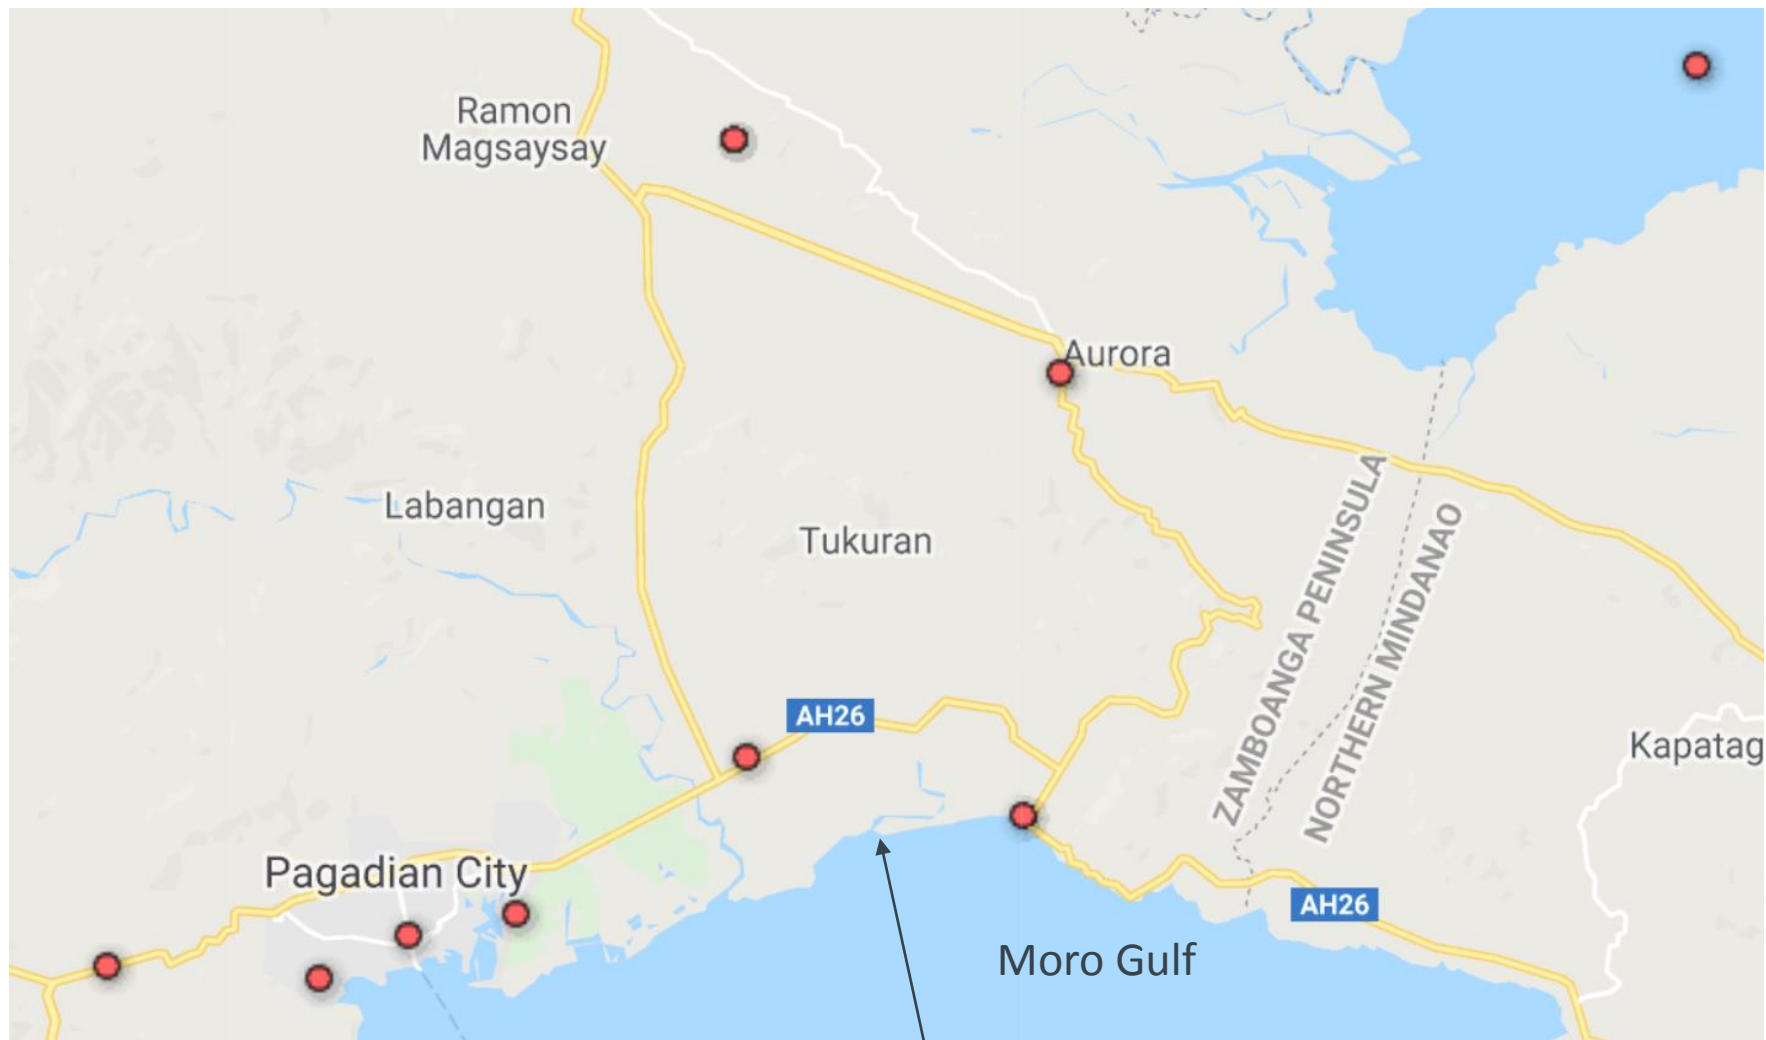 Ramon
Magsaysay
Aurora
Labangan
Tukuran
ZAMBOANGA PENINSULA
NORTHERN MINDANAO
AH26
Kapatag
Pagadian City
AH26
Moro Gulf